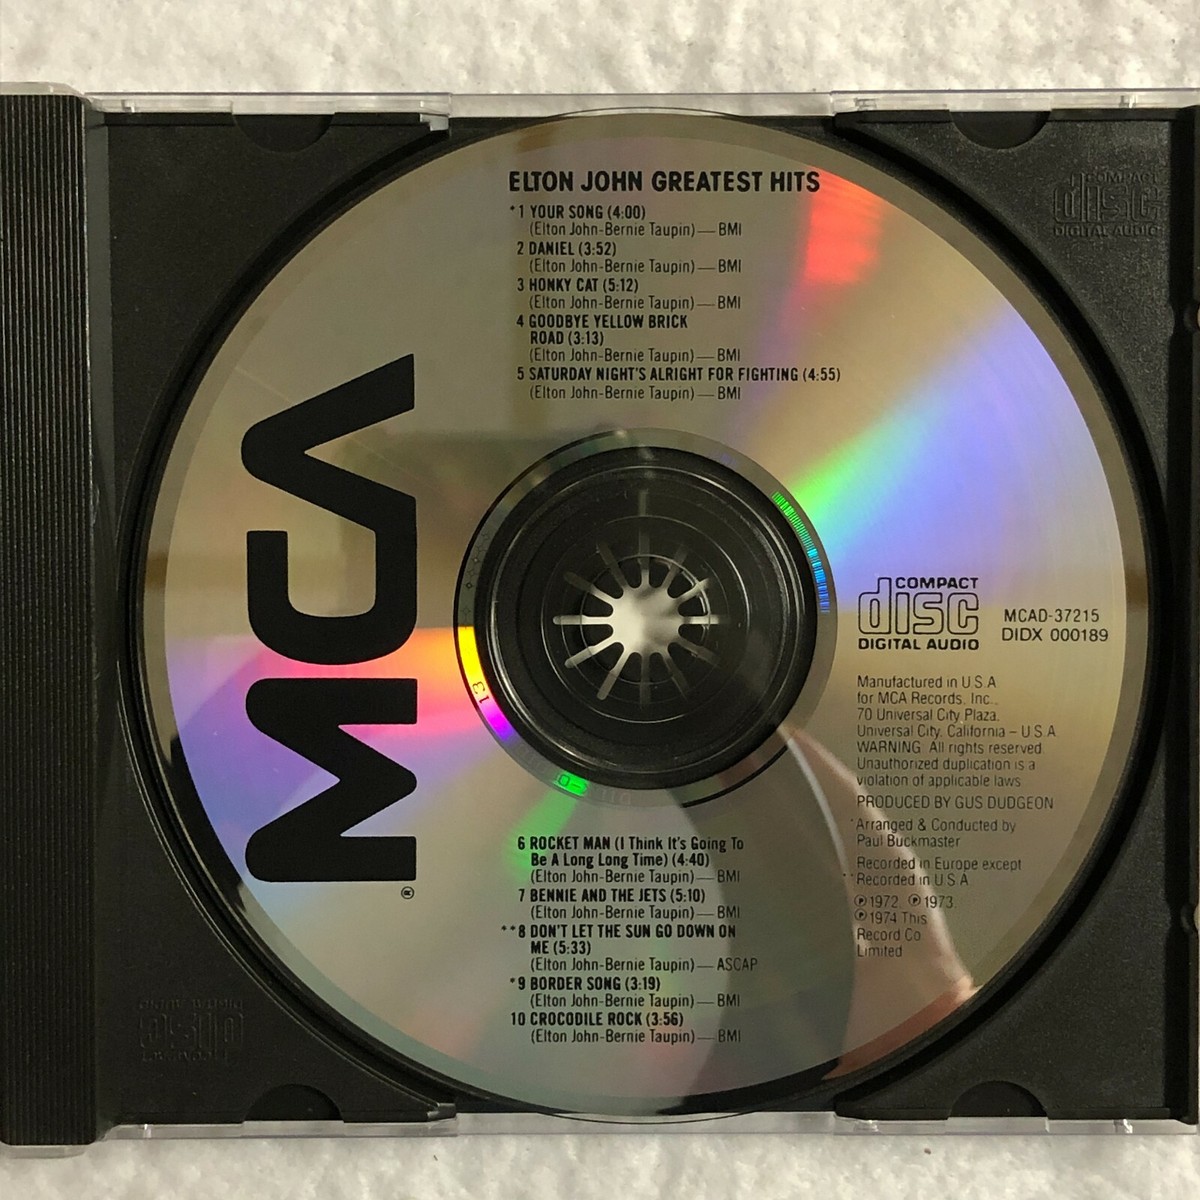 ELTON JOHN GREATEST HITS
*1 YOUR SONG (4:00)
(Elton John-Bernie Taupin) — BMI
2 DANIEL (3:52)
(Elton John-Bernie Taupin) — BMI
3 HONKY CAT (5:12)
(Elton John-Bernie Taupin) — BMI
4 GOODBYE YELLOW BRICK
ROAD (3:13)
(Elton John-Bernie Taupin) — BMI
5 SATURDAY NIGHT'S ALRIGHT FOR FIGHTING (4:55)
(Elton John-Bernie Taupin) — BMI
MCA
®
COMPACT
disc
DIGITAL AUDIO
MCAD-37215
DIDX 000189
Manufactured in U.S.A
for MCA Records, Inc.,
70 Universal City Plaza,
Universal City, California – U.S.A.
WARNING: All rights reserved.
Unauthorized duplication is a
violation of applicable laws
PRODUCED BY GUS DUDGEON
*Arranged & Conducted by
Paul Buckmaster
Recorded in Europe except
**Recorded in U.S.A
℗ 1972, ℗ 1973,
℗ 1974 This
Record Co
Limited
6 ROCKET MAN (I Think It's Going To
Be A Long Long Time) (4:40)
(Elton John-Bernie Taupin) — BMI
7 BENNIE AND THE JETS (5:10)
(Elton John-Bernie Taupin) — BMI
**8 DON'T LET THE SUN GO DOWN ON
ME (5:33)
(Elton John-Bernie Taupin) — ASCAP
*9 BORDER SONG (3:19)
(Elton John-Bernie Taupin) — BMI
10 CROCODILE ROCK (3:56)
(Elton John-Bernie Taupin) — BMI
COMPACT
disc
DIGITAL AUDIO
13